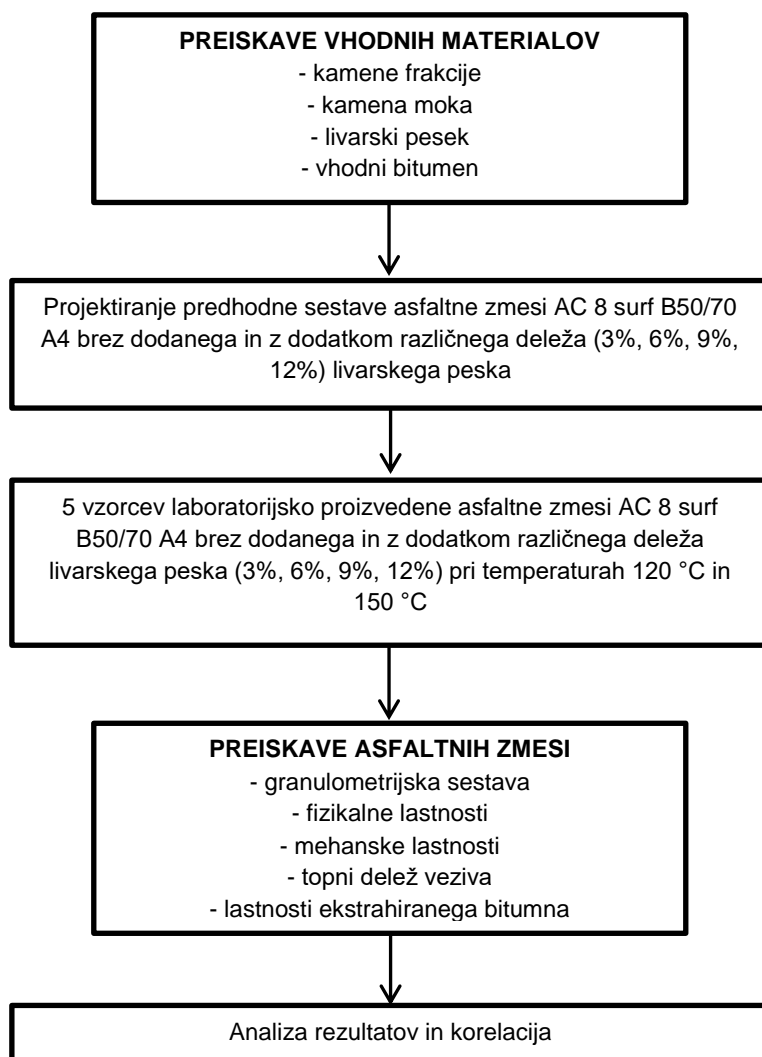 PREISKAVE VHODNIH MATERIALOV
- kamene frakcije
- kamena moka
- livarski pesek
- vhodni bitumen
Projektiranje predhodne sestave asfaltne zmesi AC 8 surf B50/70
A4 brez dodanega in z dodatkom različnega deleža (3%, 6%, 9%,
12%) livarskega peska
5 vzorcev laboratorijsko proizvedene asfaltne zmesi AC 8 surf
B50/70 A4 brez dodanega in z dodatkom različnega deleža
livarskega peska (3%, 6%, 9%, 12%) pri temperaturah 120 °C in
150 °C
PREISKAVE ASFALTNIH ZMESI
- granulometrijska sestava
- fizikalne lastnosti
- mehanske lastnosti
- topni delež veziva
- lastnosti ekstrahiranega bitumna
Analiza rezultatov in korelacija